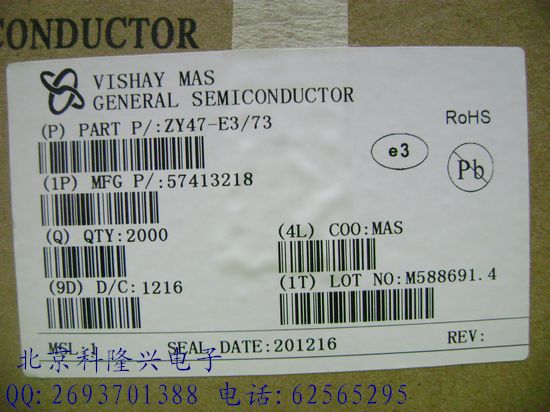 CONDUCTOR
VISHAY MAS
GENERAL SEMICONDUCTOR
(P) PART P/:ZY47-E3/73
RoHS
e3
Pb
(1P) MFG P/:57413218
(Q) QTY:2000
(4L) COO:MAS
(9D) D/C:1216
(1T) LOT NO:M588691.4
MSL:1 SEAL DATE:201216 REV:
北京科隆兴电子
QQ:2693701388 电话:62565295